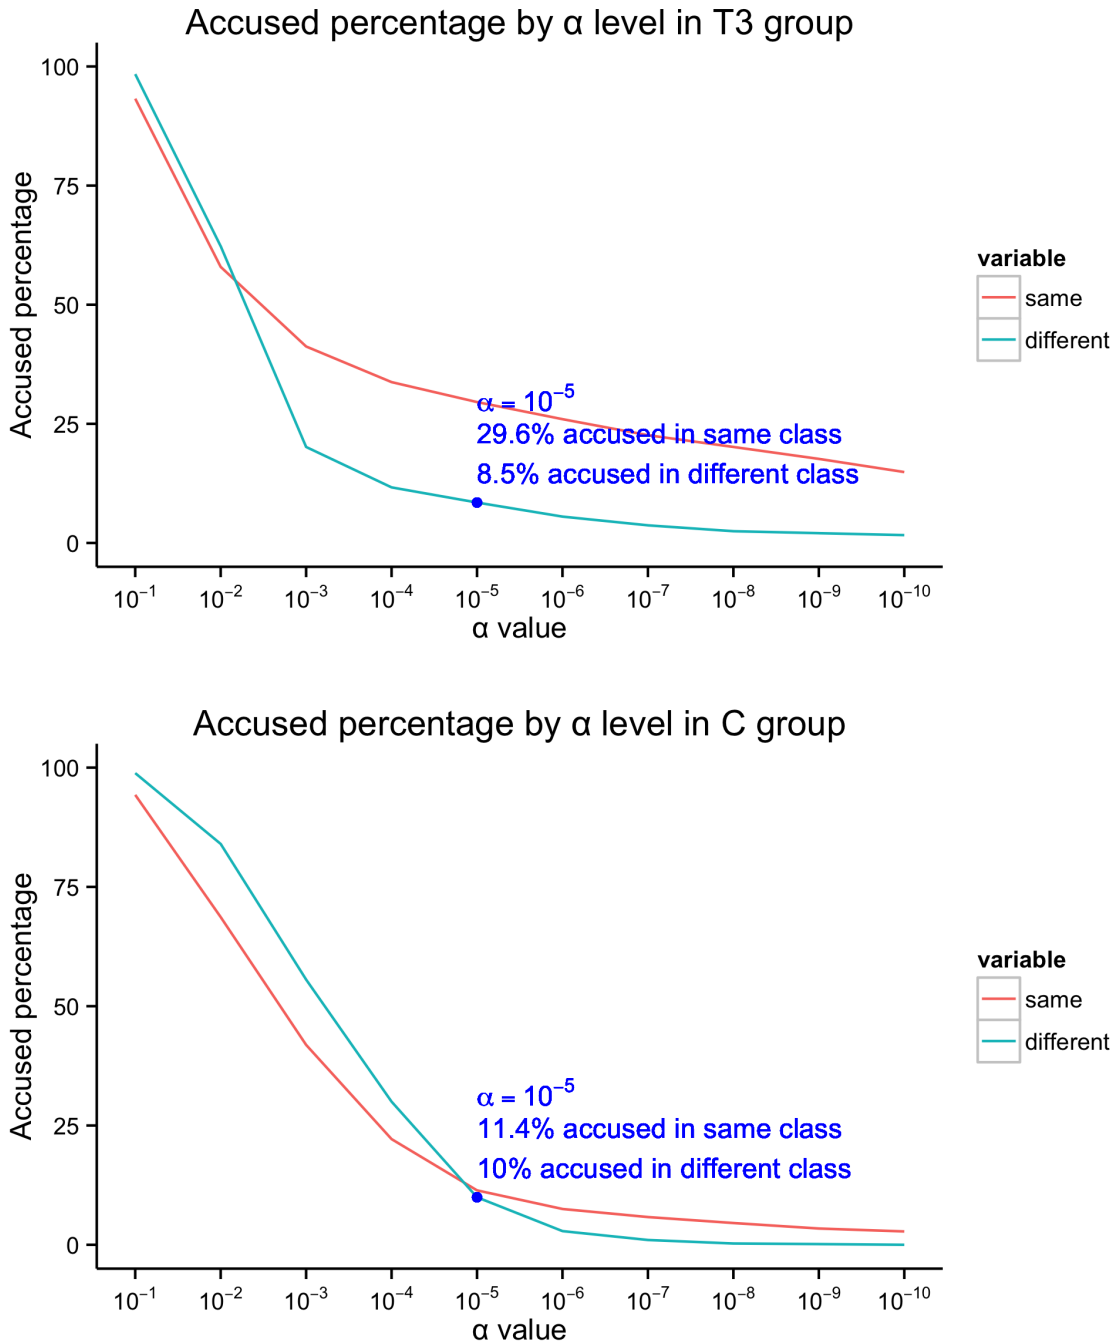 Accused percentage by α level in T3 group
100
75
50
25
0
Accused percentage
α = 10⁻⁵
29.6% accused in same class
8.5% accused in different class
10⁻¹ 10⁻² 10⁻³ 10⁻⁴ 10⁻⁵ 10⁻⁶ 10⁻⁷ 10⁻⁸ 10⁻⁹ 10⁻¹⁰
α value
variable
same
different
Accused percentage by α level in C group
100
75
50
25
0
Accused percentage
α = 10⁻⁵
11.4% accused in same class
10% accused in different class
10⁻¹ 10⁻² 10⁻³ 10⁻⁴ 10⁻⁵ 10⁻⁶ 10⁻⁷ 10⁻⁸ 10⁻⁹ 10⁻¹⁰
α value
variable
same
different